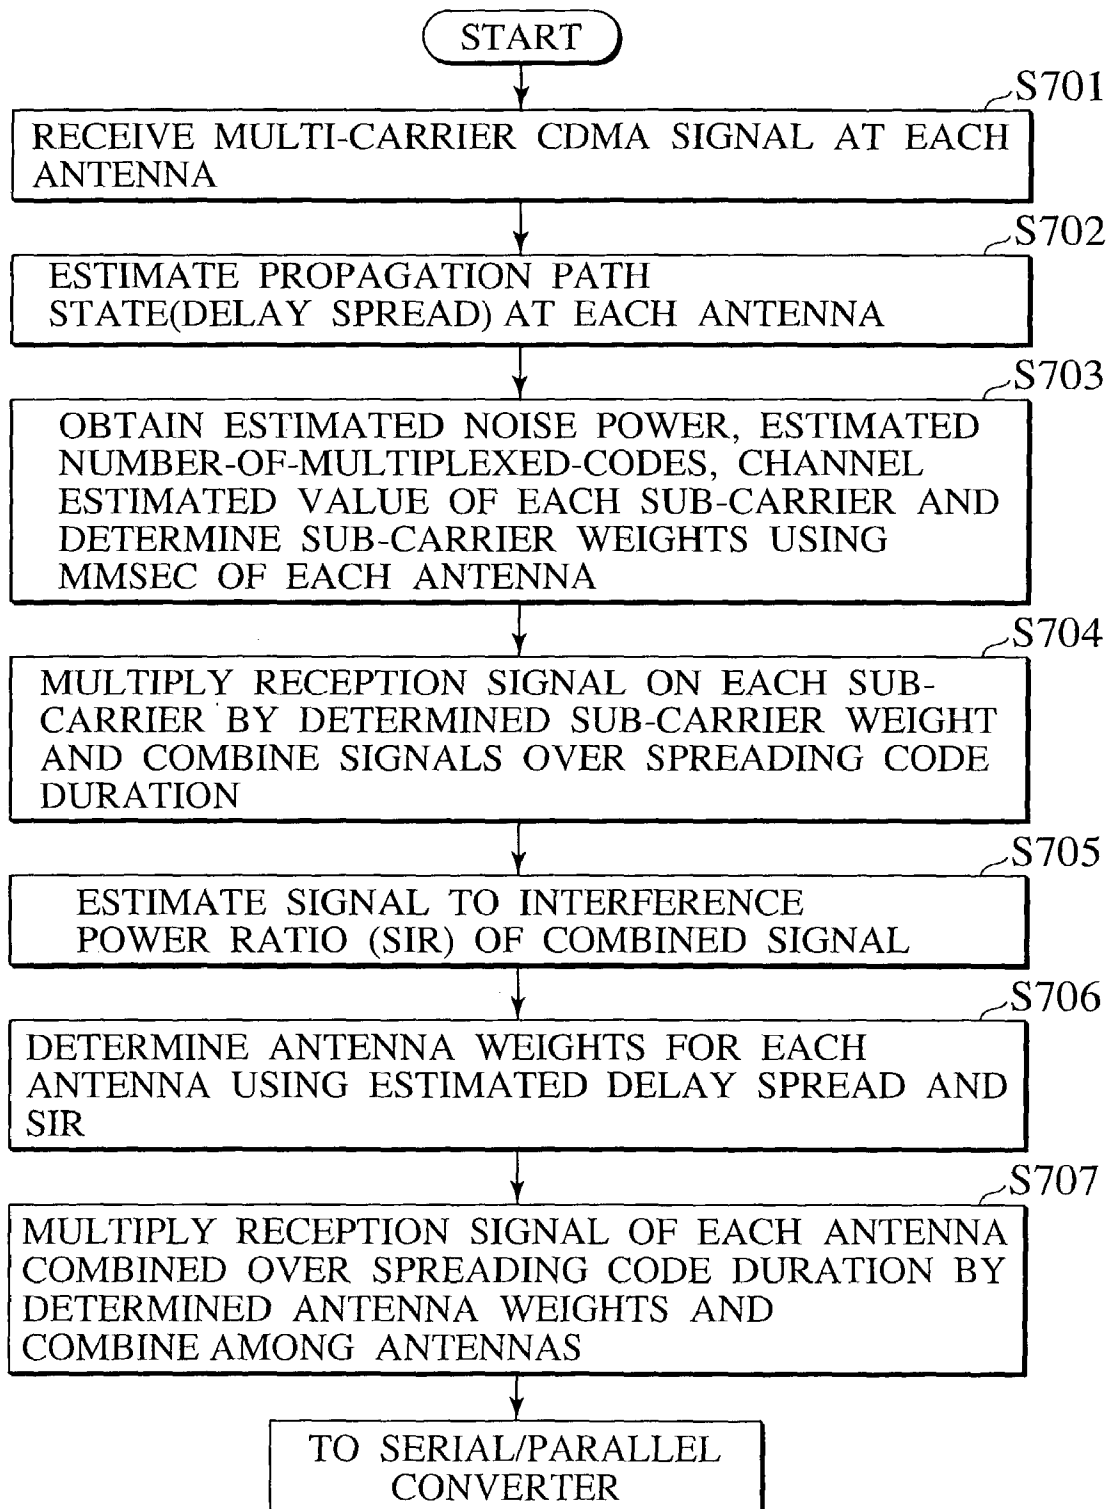 START
S701
RECEIVE MULTI-CARRIER CDMA SIGNAL AT EACH
ANTENNA
S702
ESTIMATE PROPAGATION PATH
STATE(DELAY SPREAD) AT EACH ANTENNA
S703
OBTAIN ESTIMATED NOISE POWER, ESTIMATED
NUMBER-OF-MULTIPLEXED-CODES, CHANNEL
ESTIMATED VALUE OF EACH SUB-CARRIER AND
DETERMINE SUB-CARRIER WEIGHTS USING
MMSEC OF EACH ANTENNA
S704
MULTIPLY RECEPTION SIGNAL ON EACH SUB-
CARRIER BY DETERMINED SUB-CARRIER WEIGHT
AND COMBINE SIGNALS OVER SPREADING CODE
DURATION
S705
ESTIMATE SIGNAL TO INTERFERENCE
POWER RATIO (SIR) OF COMBINED SIGNAL
S706
DETERMINE ANTENNA WEIGHTS FOR EACH
ANTENNA USING ESTIMATED DELAY SPREAD AND
SIR
S707
MULTIPLY RECEPTION SIGNAL OF EACH ANTENNA
COMBINED OVER SPREADING CODE DURATION BY
DETERMINED ANTENNA WEIGHTS AND
COMBINE AMONG ANTENNAS
TO SERIAL/PARALLEL
CONVERTER